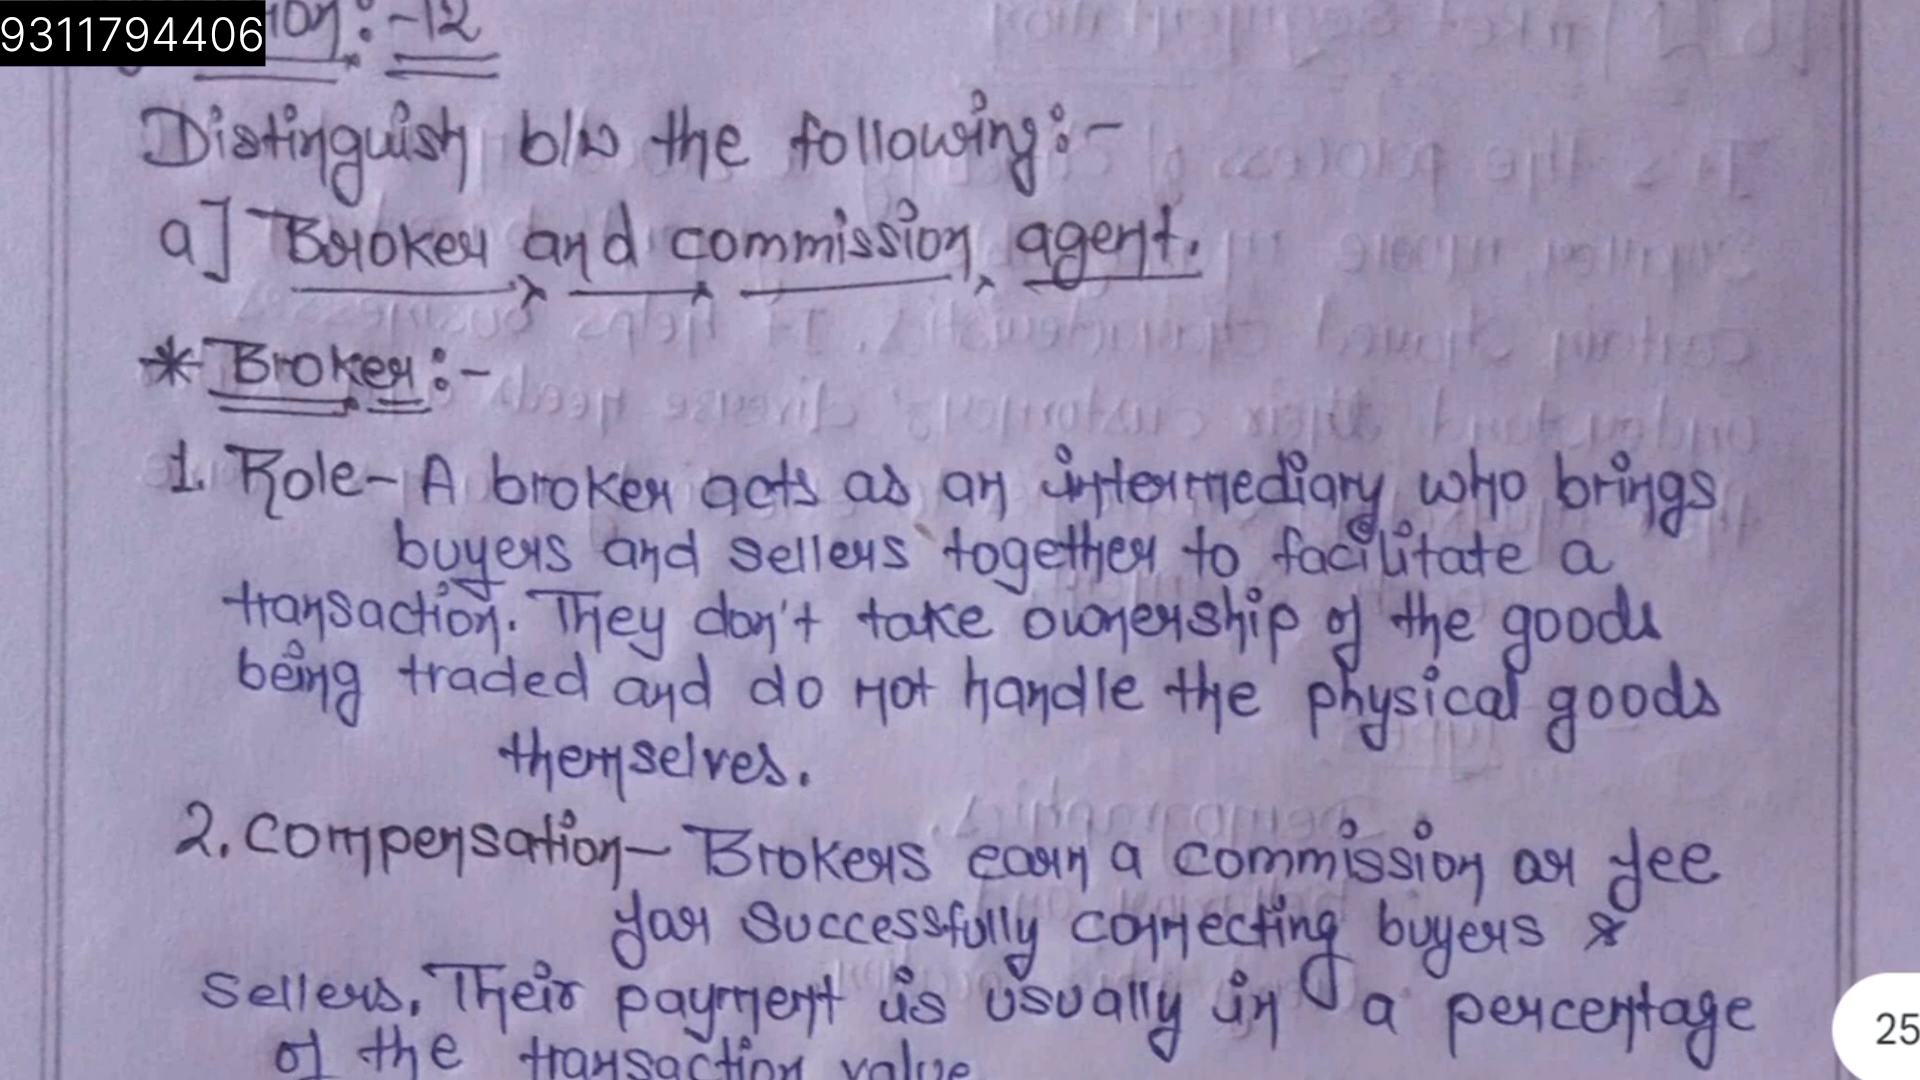 9311794406
:-12
Distinguish b/w the following:-
a] Broker and commission agent.
* Broker:-
1. Role- A broker acts as an intermediary who brings
buyers and sellers together to facilitate a
transaction. They don't take ownership of the goods
being traded and do not handle the physical goods
themselves.
2. Compensation- Brokers earn a commission or fee
for successfully connecting buyers &
sellers. Their payment is usually in a percentage
of the transaction value
25